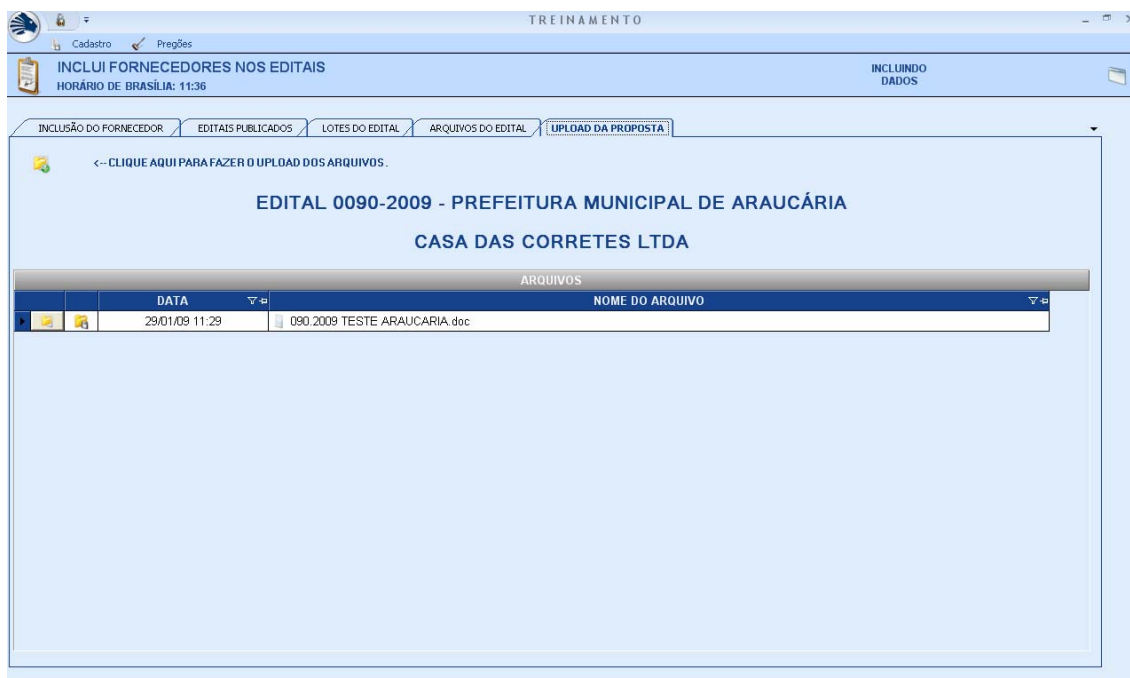 TREINAMENTO
Cadastro Pregões
INCLUI FORNECEDORES NOS EDITAIS
HORÁRIO DE BRASÍLIA: 11:36
INCLUINDO
DADOS
INCLUSÃO DO FORNECEDOR EDITAIS PUBLICADOS LOTES DO EDITAL ARQUIVOS DO EDITAL UPLOAD DA PROPOSTA
<-- CLIQUE AQUI PARA FAZER O UPLOAD DOS ARQUIVOS.
EDITAL 0090-2009 - PREFEITURA MUNICIPAL DE ARAUCÁRIA
CASA DAS CORRETES LTDA
ARQUIVOS
DATA NOME DO ARQUIVO
29/01/09 11:29 090.2009 TESTE ARAUCARIA.doc